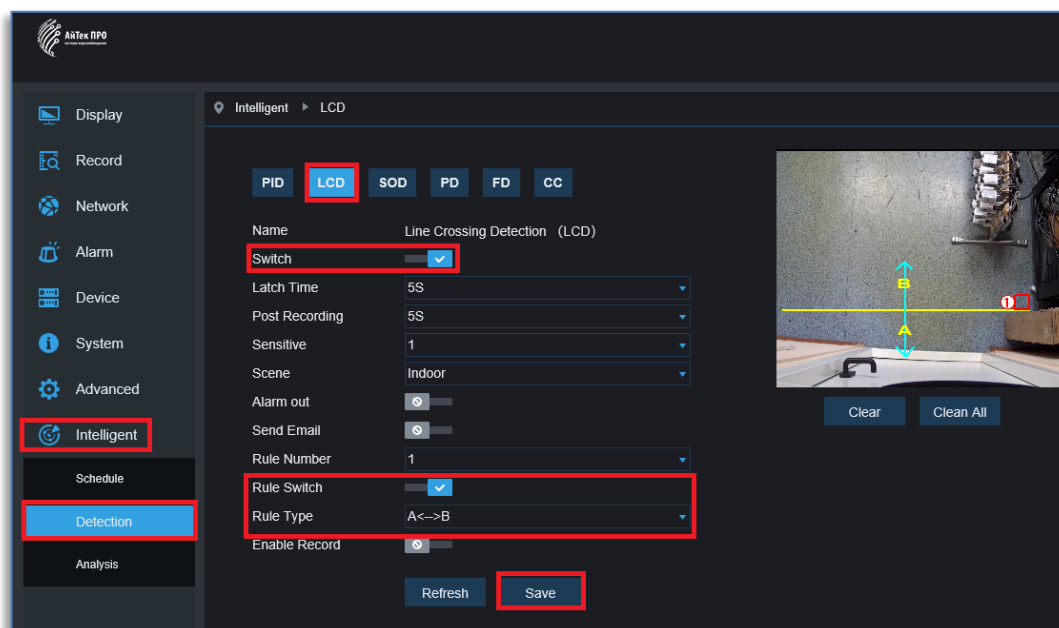 АйТек ПРО
Display
Record
Network
Alarm
Device
System
Advanced
Intelligent
Schedule
Detection
Analysis
Intelligent LCD
PID LCD SOD PD FD CC
Name Line Crossing Detection (LCD)
Switch
Latch Time 5S
Post Recording 5S
Sensitive 1
Scene Indoor
Alarm out
Send Email
Rule Number 1
Rule Switch
Rule Type A<-->B
Enable Record
Refresh Save
B
1
A
Clear Clean All